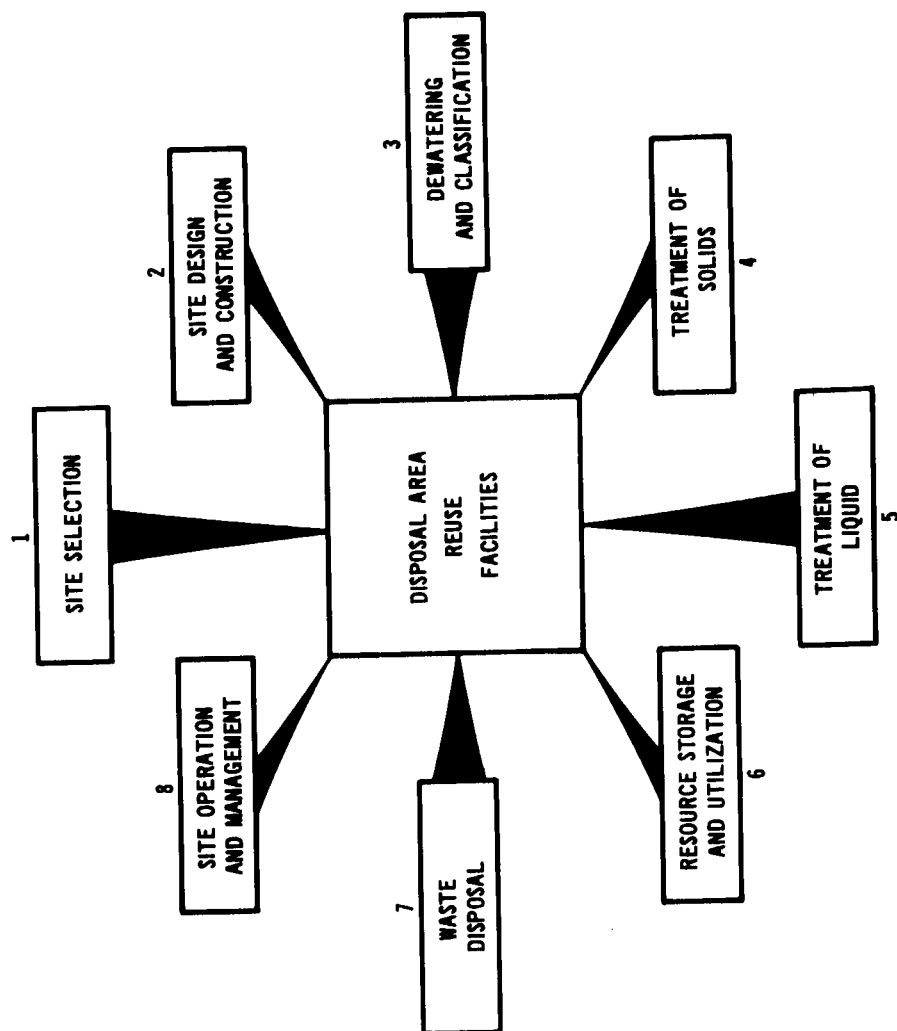 1
SITE SELECTION
2
SITE DESIGN
AND CONSTRUCTION
3
DEWATERING
AND CLASSIFICATION
4
TREATMENT OF
SOLIDS
5
TREATMENT OF
LIQUID
6
RESOURCE STORAGE
AND UTILIZATION
7
WASTE
DISPOSAL
8
SITE OPERATION
AND MANAGEMENT
DISPOSAL AREA
REUSE
FACILITIES